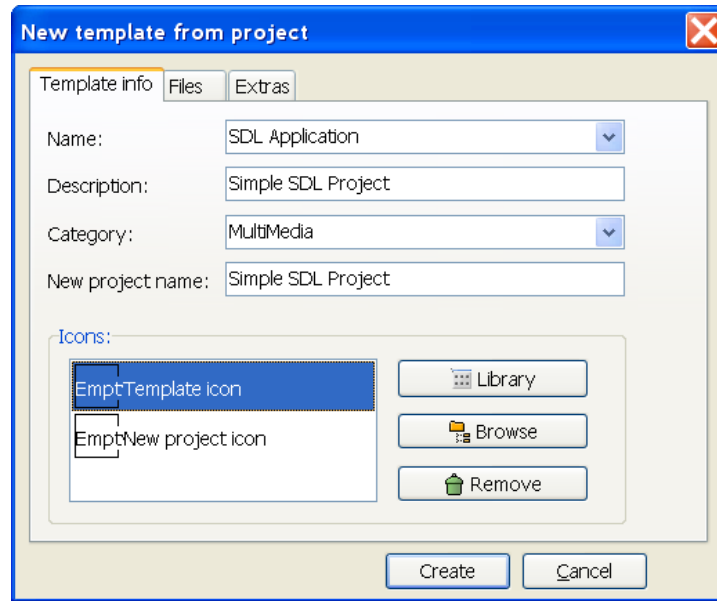 New template from project
Template info Files Extras
Name: SDL Application
Description: Simple SDL Project
Category: MultiMedia
New project name: Simple SDL Project
Icons:
EmptTemplate icon
Library
EmptNew project icon
Browse
Remove
Create Cancel